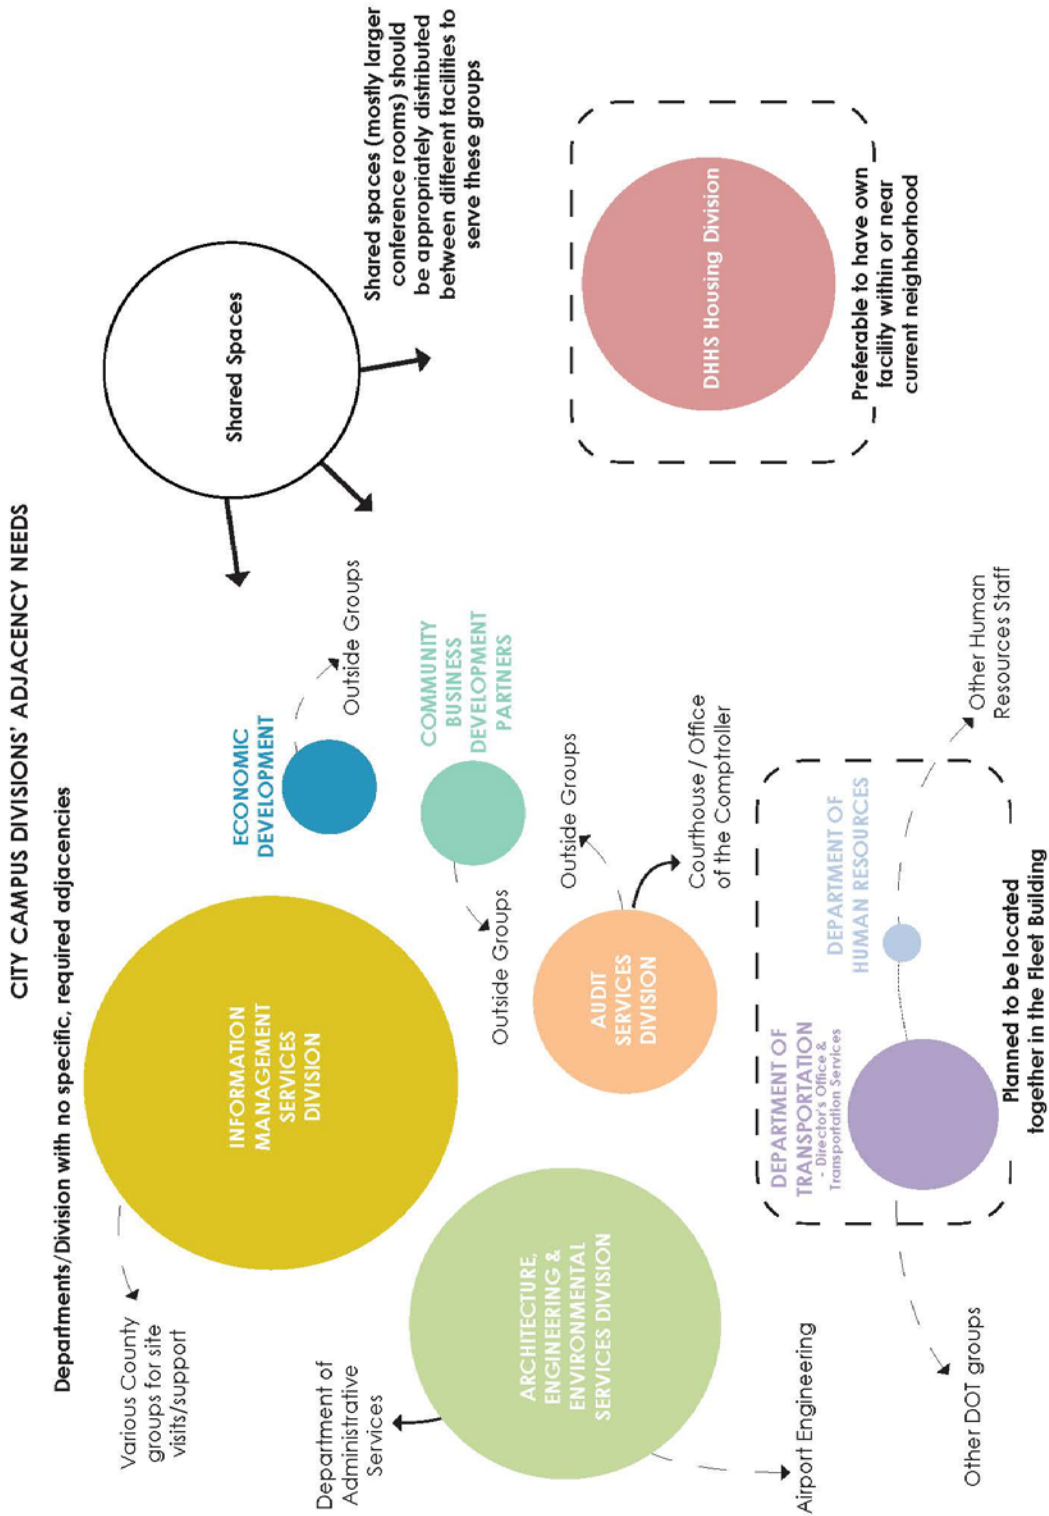 CITY CAMPUS DIVISIONS' ADJACENCY NEEDS
Departments/Division with no specific, required adjacencies
Various County
groups for site
visits/support
INFORMATION
MANAGEMENT
SERVICES
DIVISION
ECONOMIC
DEVELOPMENT
Outside Groups
Shared Spaces
Shared spaces (mostly larger
conference rooms) should
be appropriately distributed
between different facilities to
serve these groups
Department of
Administrative
Services
ARCHITECTURE,
ENGINEERING &
ENVIRONMENTAL
SERVICES DIVISION
Airport Engineering
COMMUNITY
BUSINESS
DEVELOPMENT
PARTNERS
Outside Groups
AUDIT
SERVICES
DIVISION
Outside Groups
Courthouse / Office
of the Comptroller
DHHS Housing Division
Preferable to have own
facility within or near
current neighborhood
DEPARTMENT OF
TRANSPORTATION
- Director's Office &
Transportation Services
DEPARTMENT OF
HUMAN RESOURCES
Other DOT groups
Other Human
Resources Staff
Planned to be located
together in the Fleet Building